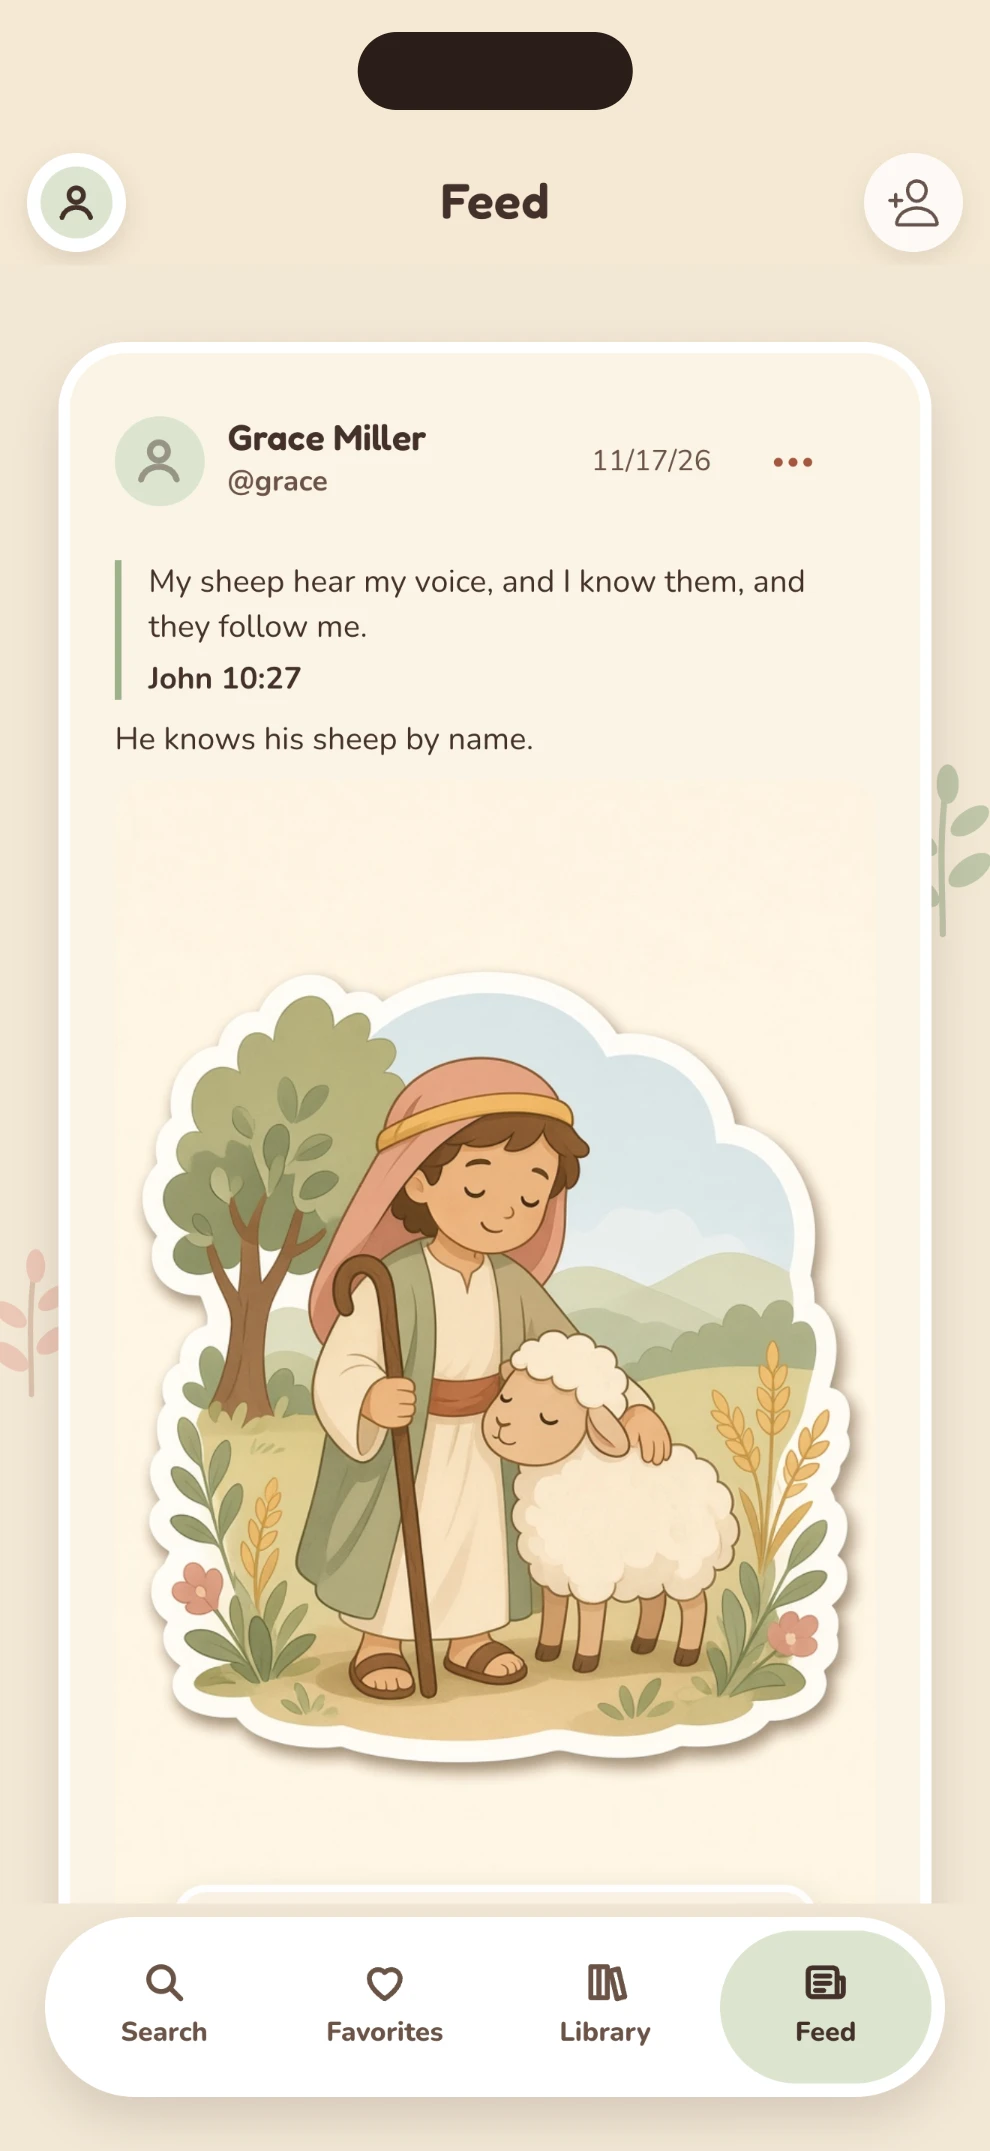 Feed
Grace Miller
@grace
11/17/26
My sheep hear my voice, and I know them, and
they follow me.
John 10:27
He knows his sheep by name.
Search
Favorites
Library
Feed